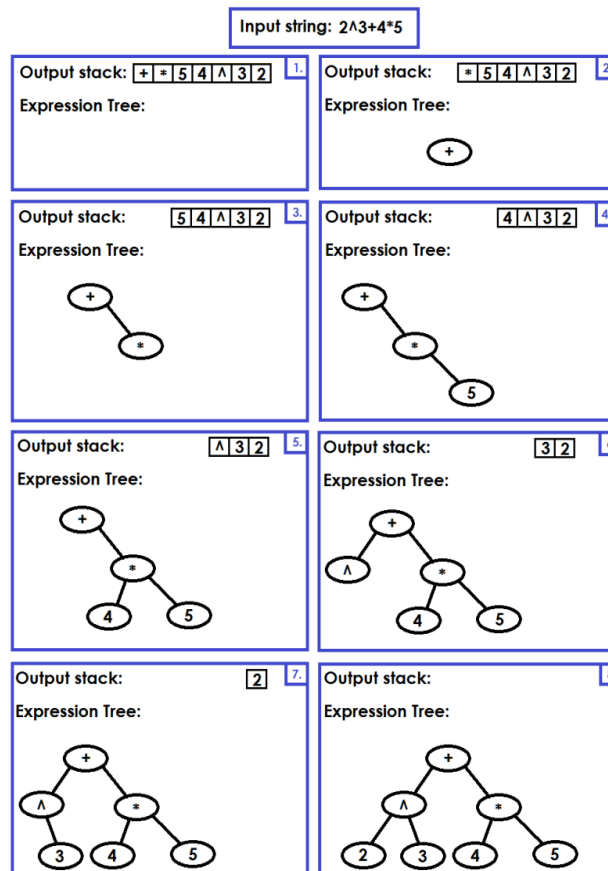 Input string: 2^3+4*5
Output stack: + * 5 4 ^ 3 2 1.
Expression Tree:
Output stack: * 5 4 ^ 3 2 2
Expression Tree:
+
Output stack: 5 4 ^ 3 2 3.
Expression Tree:
+
*
Output stack: 4 ^ 3 2 4
Expression Tree:
+
*
5
Output stack: ^ 3 2 5.
Expression Tree:
+
*
4 5
Output stack: 3 2
Expression Tree:
+
^ *
4 5
Output stack: 2 7.
Expression Tree:
+
^ *
3 4 5
Output stack:
Expression Tree:
+
^ *
2 3 4 5